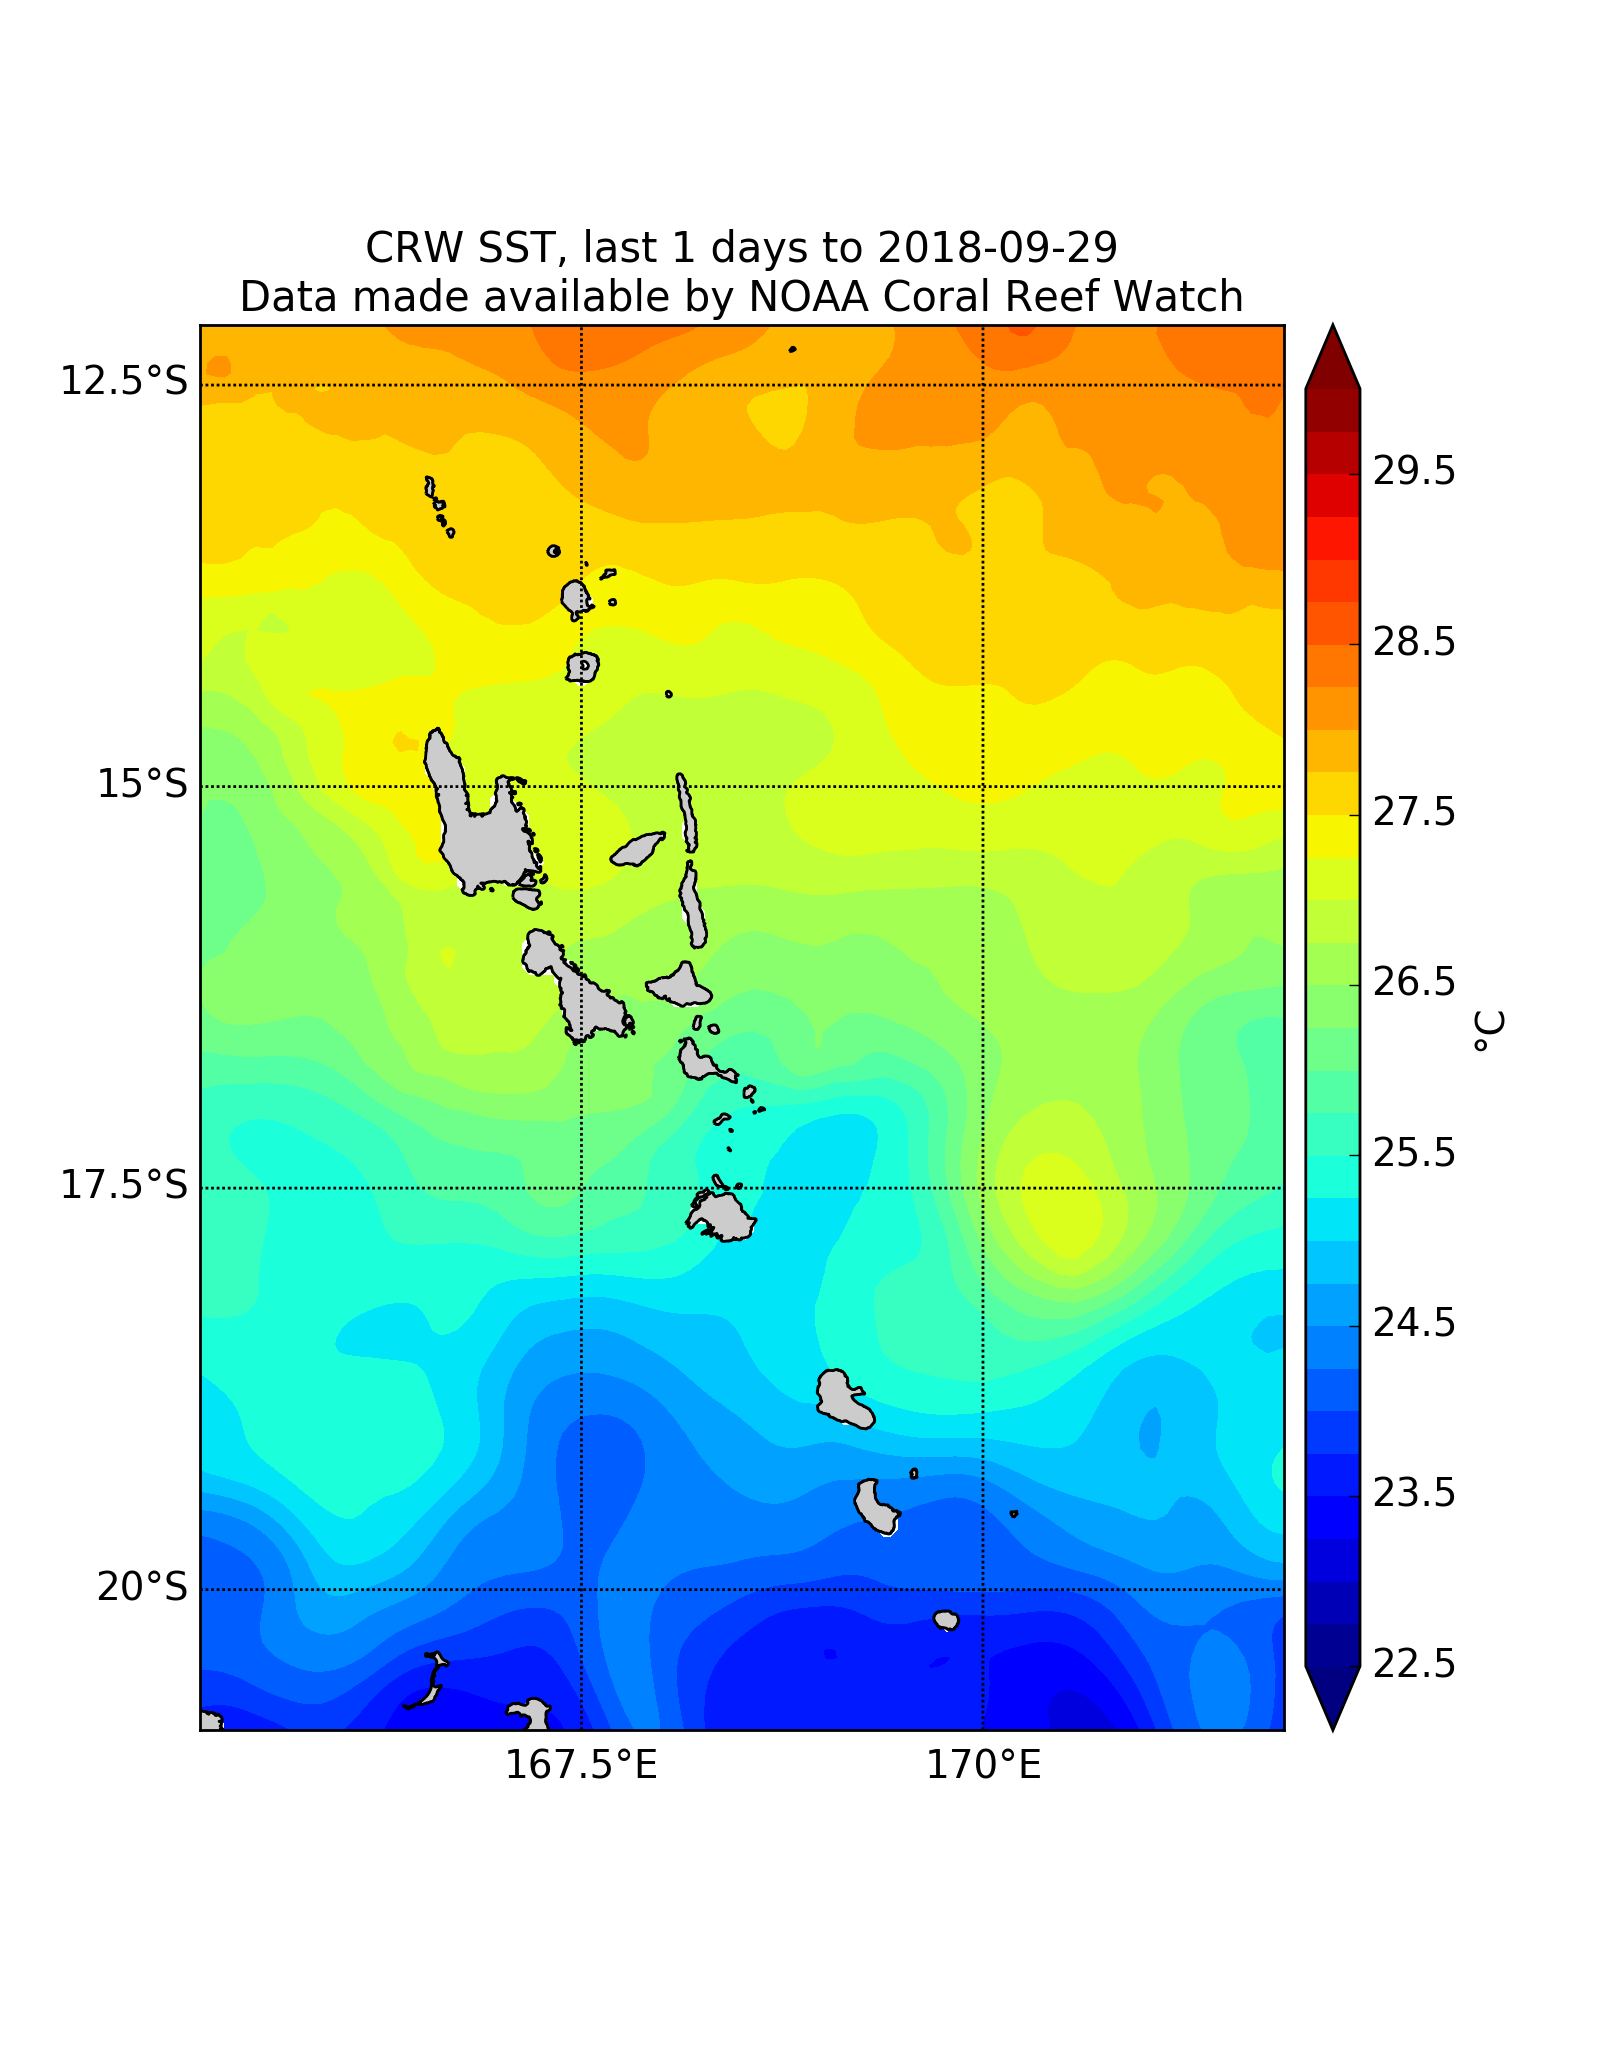 CRW SST, last 1 days to 2018-09-29
Data made available by NOAA Coral Reef Watch
12.5°S
15°S
17.5°S
20°S
167.5°E
170°E
29.5
28.5
27.5
26.5
25.5
24.5
23.5
22.5
°C